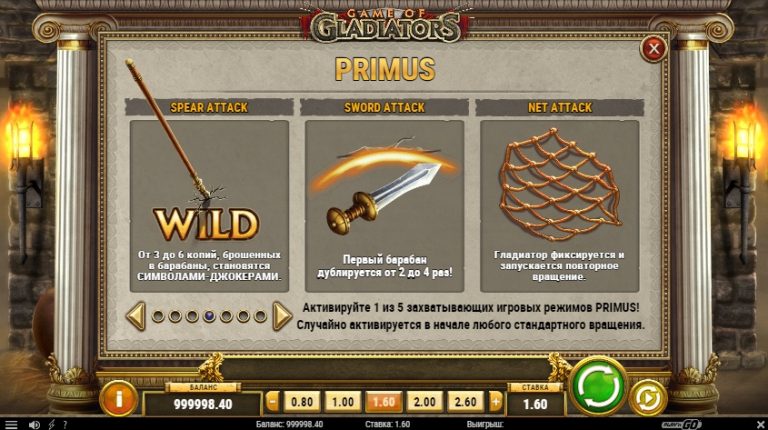 GAME OF
GLADIATORS
PRIMUS
SPEAR ATTACK
SWORD ATTACK
NET ATTACK
WILD
От 3 до 6 копий, брошенных
в барабаны, становятся
СИМВОЛАМИ-ДЖОКЕРАМИ.
Первый барабан
дублируется от 2 до 4 раз!
Гладиатор фиксируется и
запускается повторное
вращение.
Активируйте 1 из 5 захватывающих игровых режимов PRIMUS!
Случайно активируется в начале любого стандартного вращения.
БАЛАНС
999998.40
- 0.80 1.00 1.60 2.00 2.60 +
СТАВКА
1.60
Баланс: 999998.40 Ставка: 1.60 Выигрыш:
PLAY'N GO